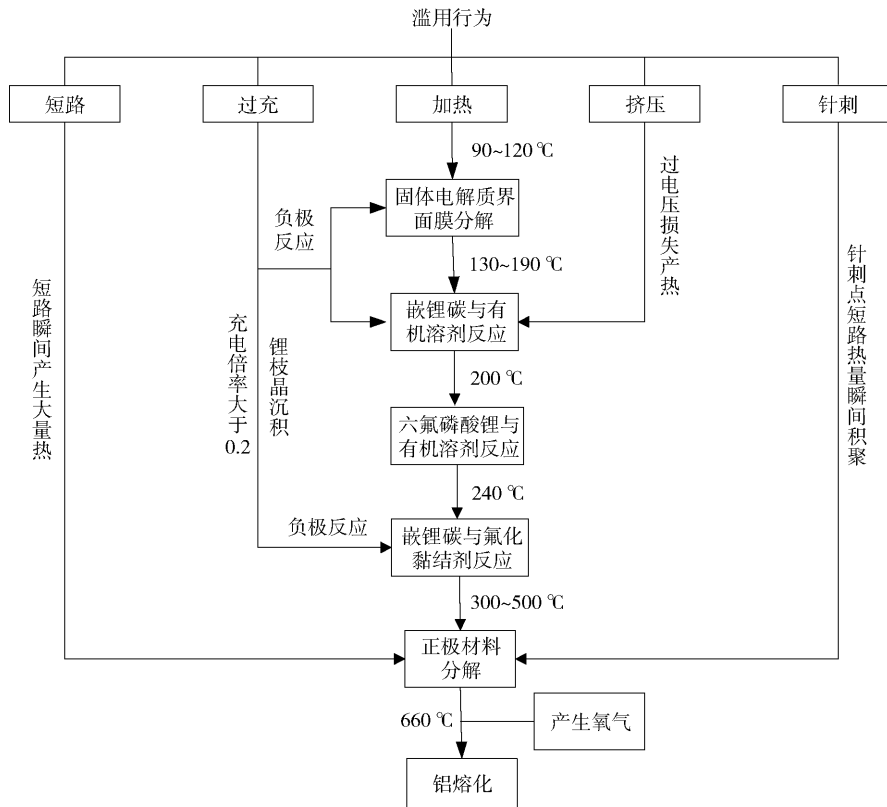 滥用行为
短路
过充
加热
挤压
针刺
90~120 ℃
固体电解质界
面膜分解
负极
反应
过电压损失产热
130~190 ℃
嵌锂碳与有
机溶剂反应
短路瞬间产生大量热
充电倍率大于
0.2
锂枝晶沉积
针刺点短路热量瞬间积聚
200 ℃
六氟磷酸锂与
有机溶剂反应
240 ℃
负极反应
嵌锂碳与氟化
黏结剂反应
300~500 ℃
正极材料
分解
660 ℃
产生氧气
铝熔化